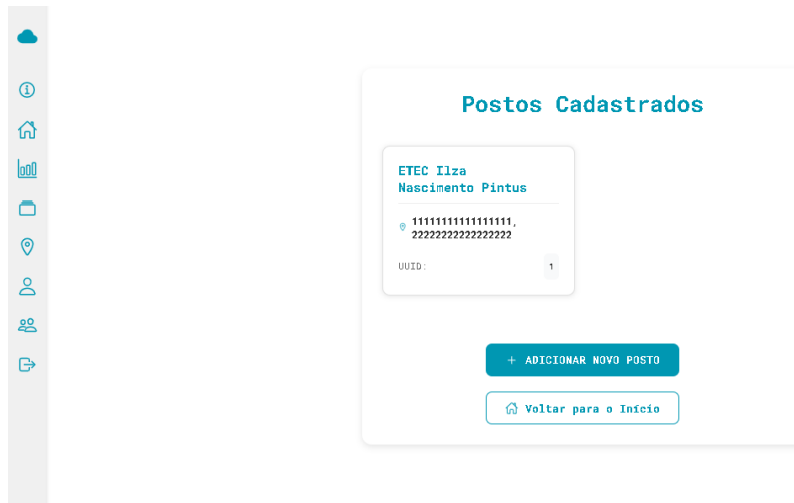 Postos Cadastrados
ETEC Ilza
Nascimento Pintus
11111111111111111,
22222222222222222
UUID:
1
+ ADICIONAR NOVO POSTO
Voltar para o Início